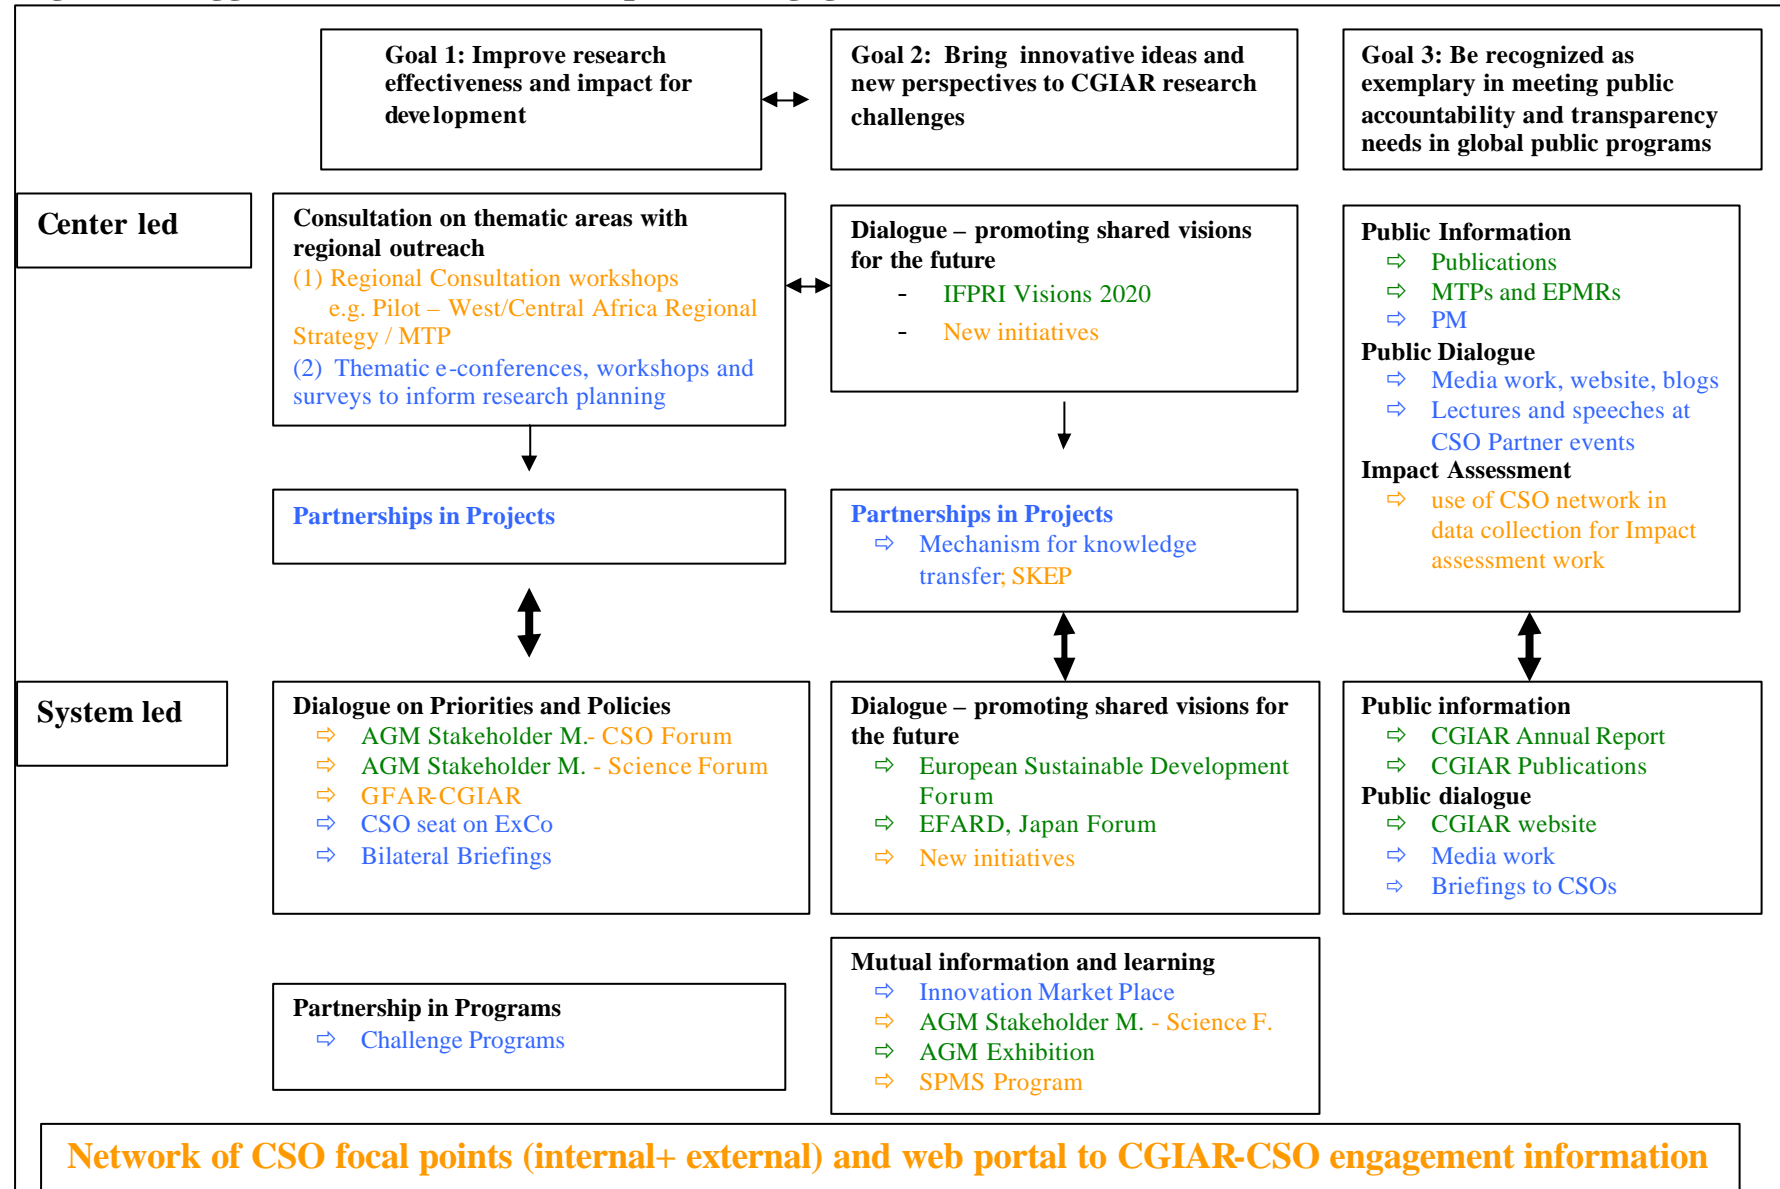 Goal 1: Improve research
effectiveness and impact for
development
Goal 2: Bring innovative ideas and
new perspectives to CGIAR research
challenges
Goal 3: Be recognized as
exemplary in meeting public
accountability and transparency
needs in global public programs
Center led
Consultation on thematic areas with
regional outreach
(1) Regional Consultation workshops
e.g. Pilot – West/Central Africa Regional
Strategy / MTP
(2) Thematic e-conferences, workshops and
surveys to inform research planning
Dialogue – promoting shared visions
for the future
- IFPRI Visions 2020
- New initiatives
Public Information
⇨ Publications
⇨ MTPs and EPMRs
⇨ PM
Public Dialogue
⇨ Media work, website, blogs
⇨ Lectures and speeches at
CSO Partner events
Impact Assessment
⇨ use of CSO network in
data collection for Impact
assessment work
Partnerships in Projects
Partnerships in Projects
⇨ Mechanism for knowledge
transfer; SKEP
System led
Dialogue on Priorities and Policies
⇨ AGM Stakeholder M.- CSO Forum
⇨ AGM Stakeholder M. - Science Forum
⇨ GFAR-CGIAR
⇨ CSO seat on ExCo
⇨ Bilateral Briefings
Dialogue – promoting shared visions for
the future
⇨ European Sustainable Development
Forum
⇨ EFARD, Japan Forum
⇨ New initiatives
Public information
⇨ CGIAR Annual Report
⇨ CGIAR Publications
Public dialogue
⇨ CGIAR website
⇨ Media work
⇨ Briefings to CSOs
Partnership in Programs
⇨ Challenge Programs
Mutual information and learning
⇨ Innovation Market Place
⇨ AGM Stakeholder M. - Science F.
⇨ AGM Exhibition
⇨ SPMS Program
Network of CSO focal points (internal+ external) and web portal to CGIAR-CSO engagement information